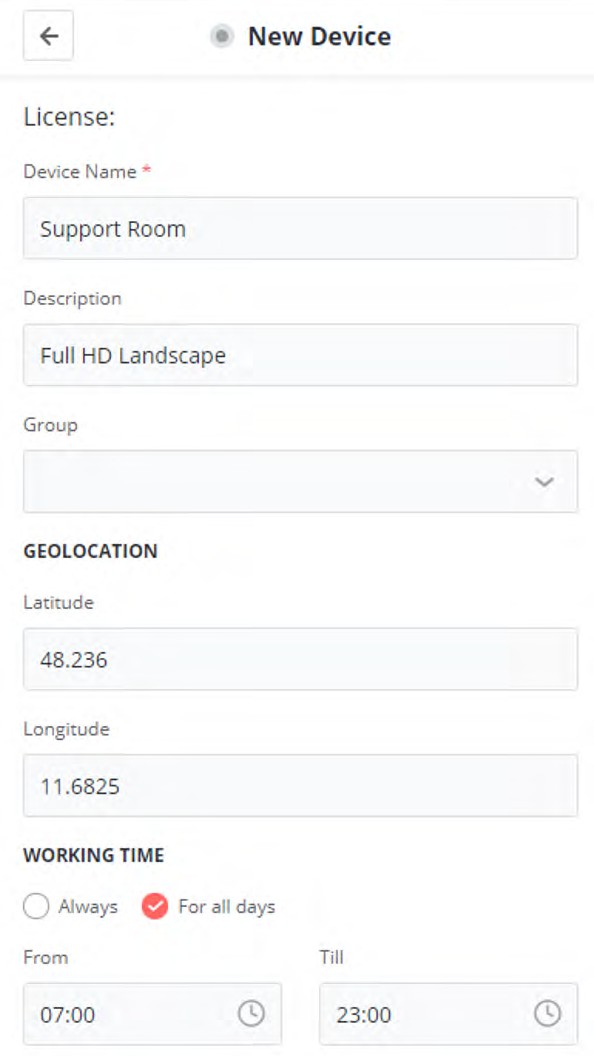 New Device
License:
Device Name *
Support Room
Description
Full HD Landscape
Group
GEOLOCATION
Latitude
48.236
Longitude
11.6825
WORKING TIME
Always For all days
From Till
07:00 23:00